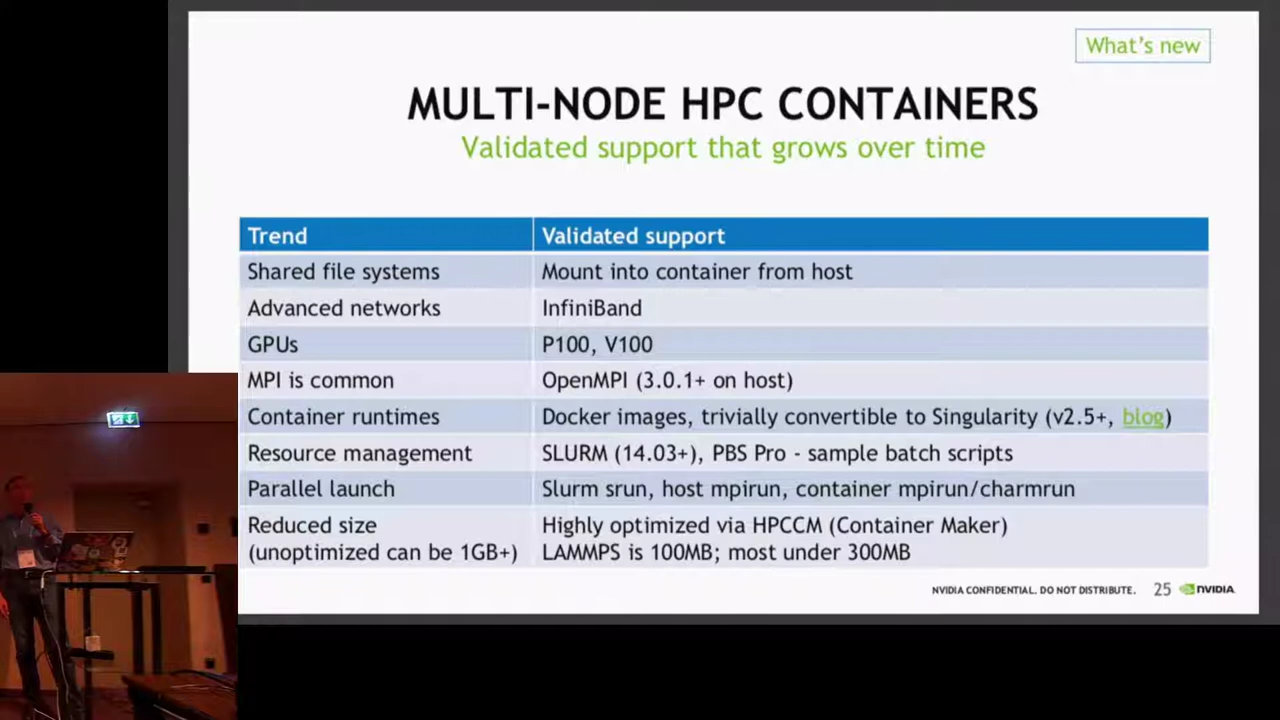 What's new
MULTI-NODE HPC CONTAINERS
Validated support that grows over time
Trend Validated support
Shared file systems Mount into container from host
Advanced networks InfiniBand
GPUs P100, V100
MPI is common OpenMPI (3.0.1+ on host)
Container runtimes Docker images, trivially convertible to Singularity (v2.5+, blog)
Resource management SLURM (14.03+), PBS Pro - sample batch scripts
Parallel launch Slurm srun, host mpirun, container mpirun/charmrun
Reduced size Highly optimized via HPCCM (Container Maker)
(unoptimized can be 1GB+) LAMMPS is 100MB; most under 300MB
NVIDIA CONFIDENTIAL. DO NOT DISTRIBUTE. 25 NVIDIA